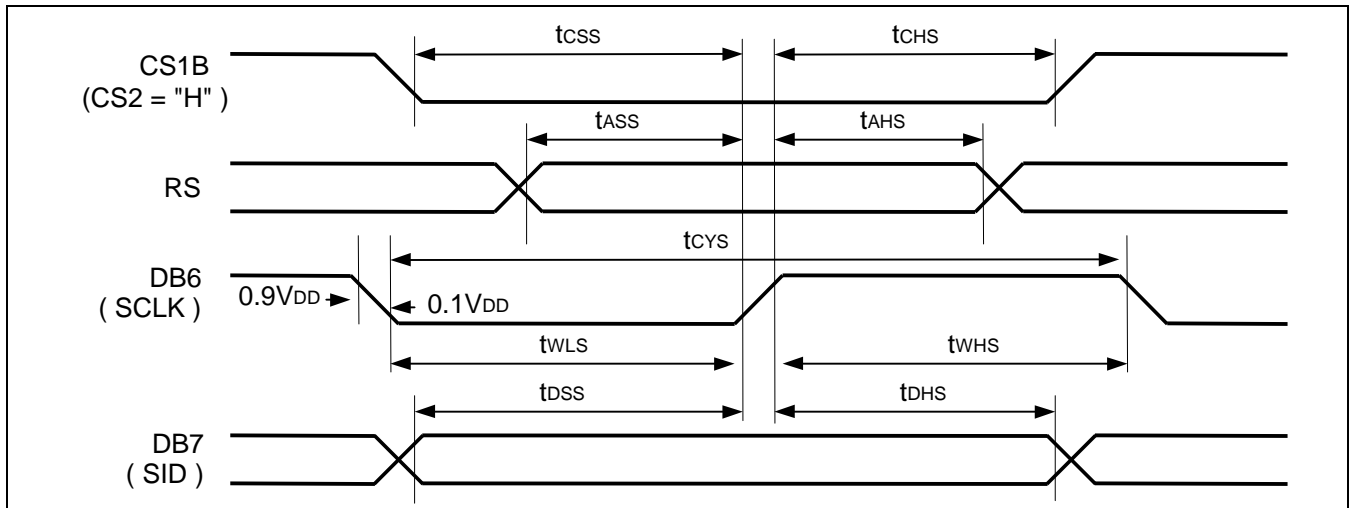 tCSS
tCHS
CS1B
(CS2 = "H" )
tASS
tAHS
RS
tCYS
DB6
( SCLK )
0.9VDD
0.1VDD
tWLS
tWHS
tDSS
tDHS
DB7
( SID )